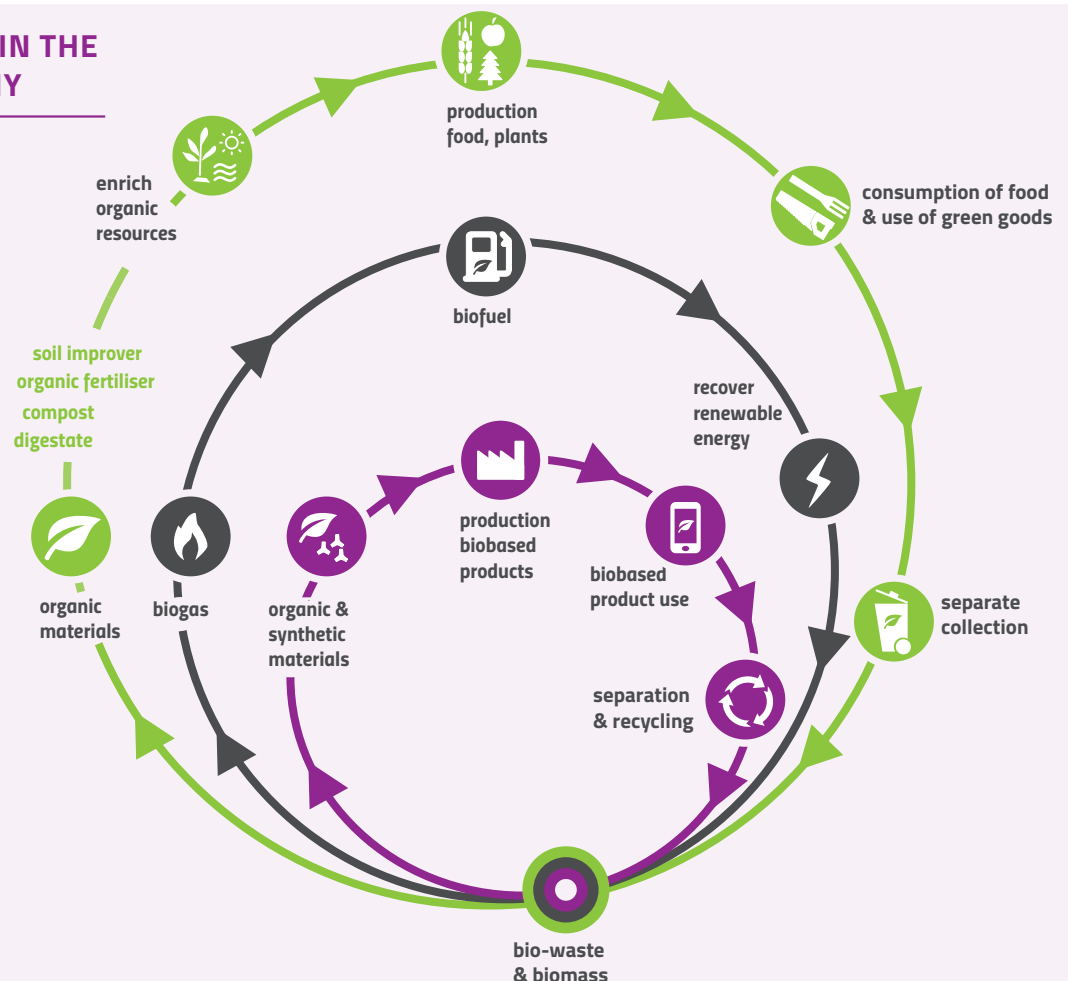 IN THE
Y
production
food, plants
enrich
organic
resources
consumption of food
& use of green goods
biofuel
soil improver
organic fertiliser
compost
digestate
recover
renewable
energy
production
biobased
products
biobased
product use
organic
materials
biogas
organic &
synthetic
materials
separate
collection
separation
& recycling
bio-waste
& biomass